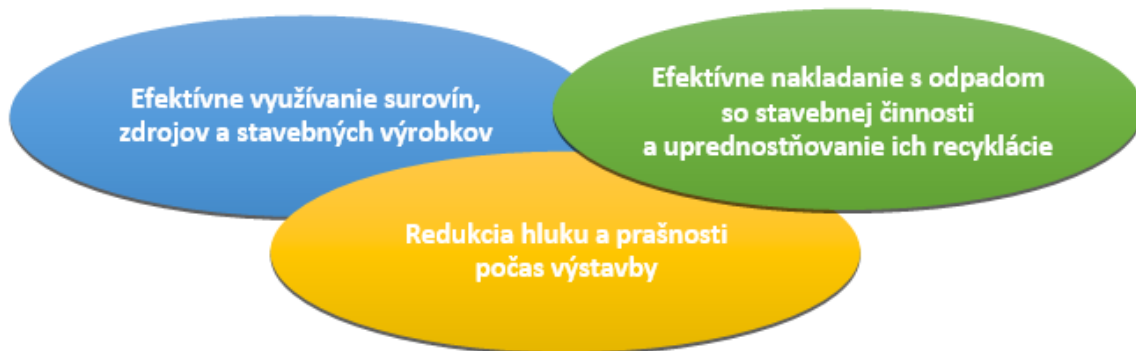 Efektívne využívanie surovín,
zdrojov a stavebných výrobkov
Efektívne nakladanie s odpadom
so stavebnej činnosti
a uprednostňovanie ich recyklácie
Redukcia hluku a prašnosti
počas výstavby